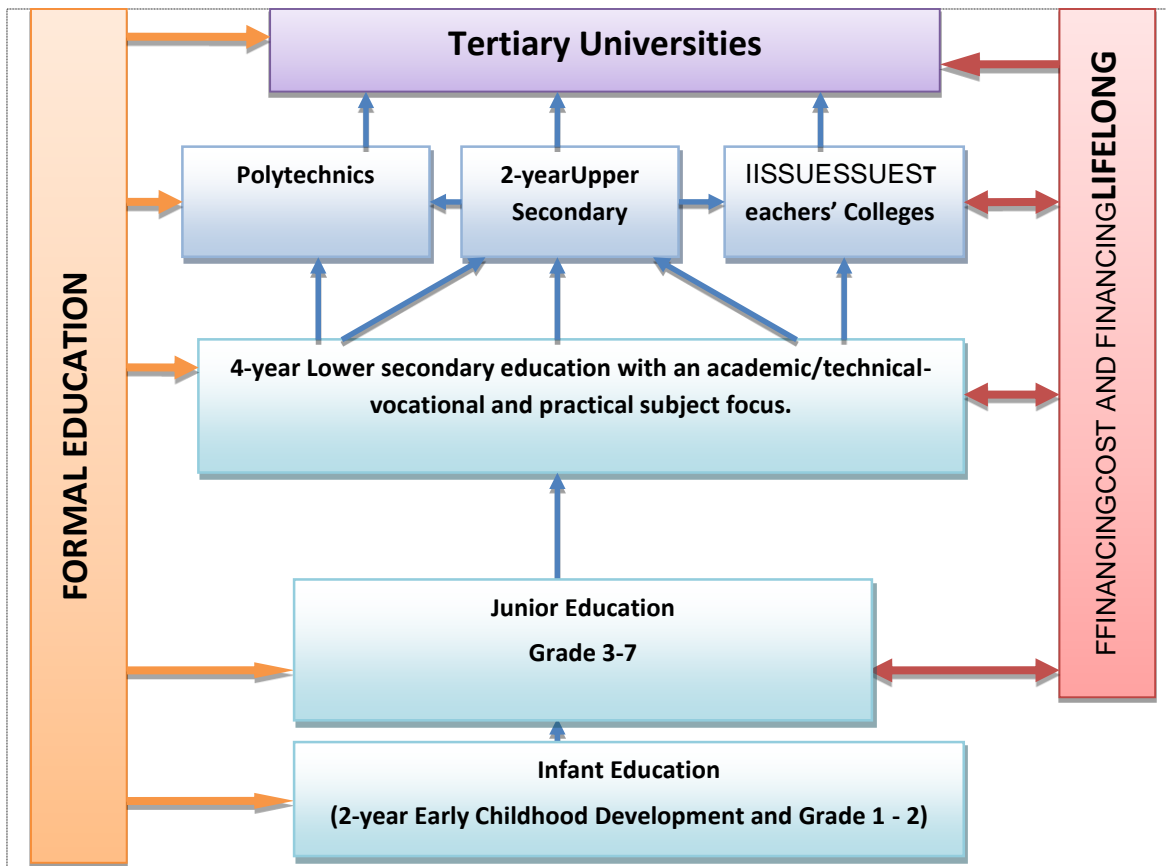 Tertiary Universities
FORMAL EDUCATION
FFINANCINGCOST AND FINANCINGLIFELONG
Polytechnics
2-yearUpper
Secondary
IISSUESSUEST
eachers’ Colleges
4-year Lower secondary education with an academic/technical-
vocational and practical subject focus.
Junior Education
Grade 3-7
Infant Education
(2-year Early Childhood Development and Grade 1 - 2)